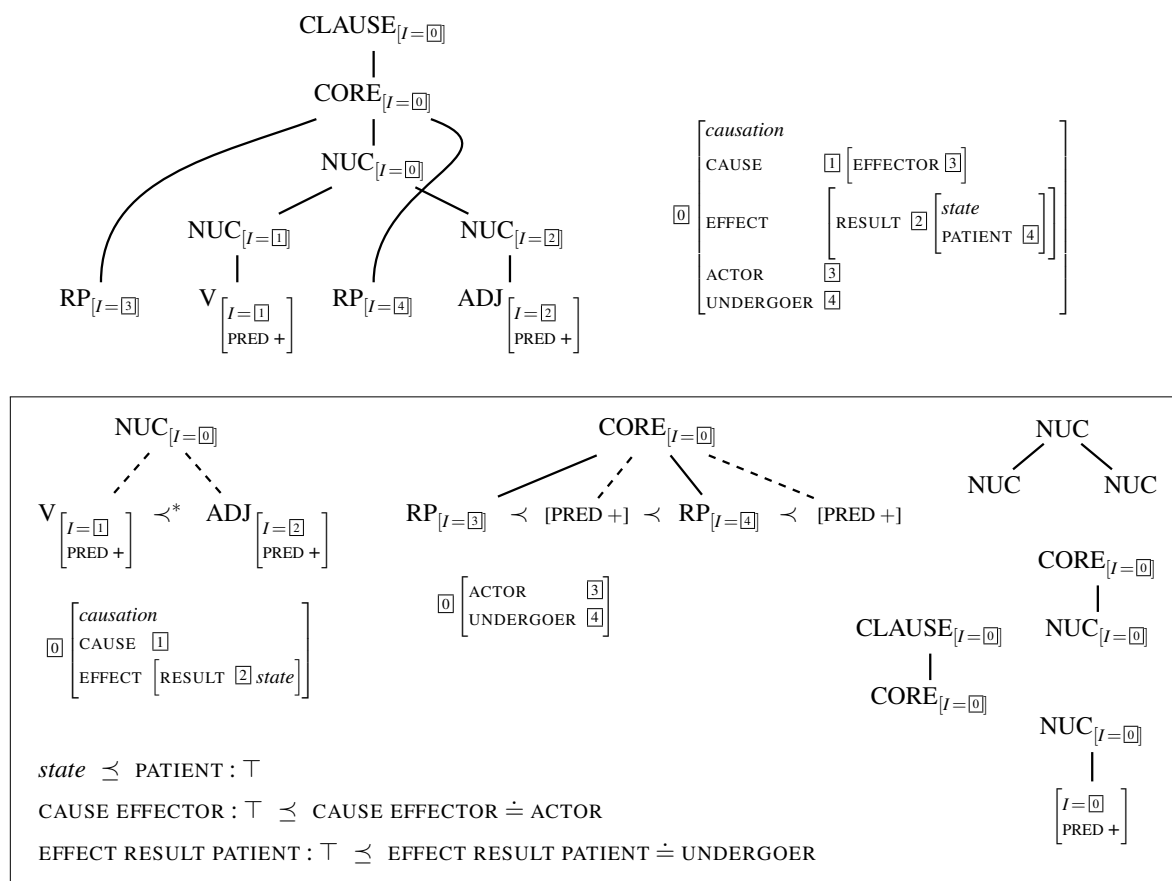 CLAUSE[I=0]
CORE[I=0]
NUC[I=0]
NUC[I=1] NUC[I=2]
RP[I=3] V[I=1 PRED +] RP[I=4] ADJ[I=2 PRED +]
0 [causation
CAUSE 1 [EFFECTOR 3]
EFFECT [RESULT 2 [state
PATIENT 4]]
ACTOR 3
UNDERGOER 4]
NUC[I=0]
V[I=1 PRED +] ≺* ADJ[I=2 PRED +]
0 [causation
CAUSE 1
EFFECT [RESULT 2 state]]
CORE[I=0]
RP[I=3] ≺ [PRED +] ≺ RP[I=4] ≺ [PRED +]
0 [ACTOR 3
UNDERGOER 4]
NUC
NUC NUC
CORE[I=0]
NUC[I=0]
CLAUSE[I=0]
CORE[I=0]
NUC[I=0]
[I=0
PRED +]
state ⪯ PATIENT : ⊤
CAUSE EFFECTOR : ⊤ ⪯ CAUSE EFFECTOR ≐ ACTOR
EFFECT RESULT PATIENT : ⊤ ⪯ EFFECT RESULT PATIENT ≐ UNDERGOER